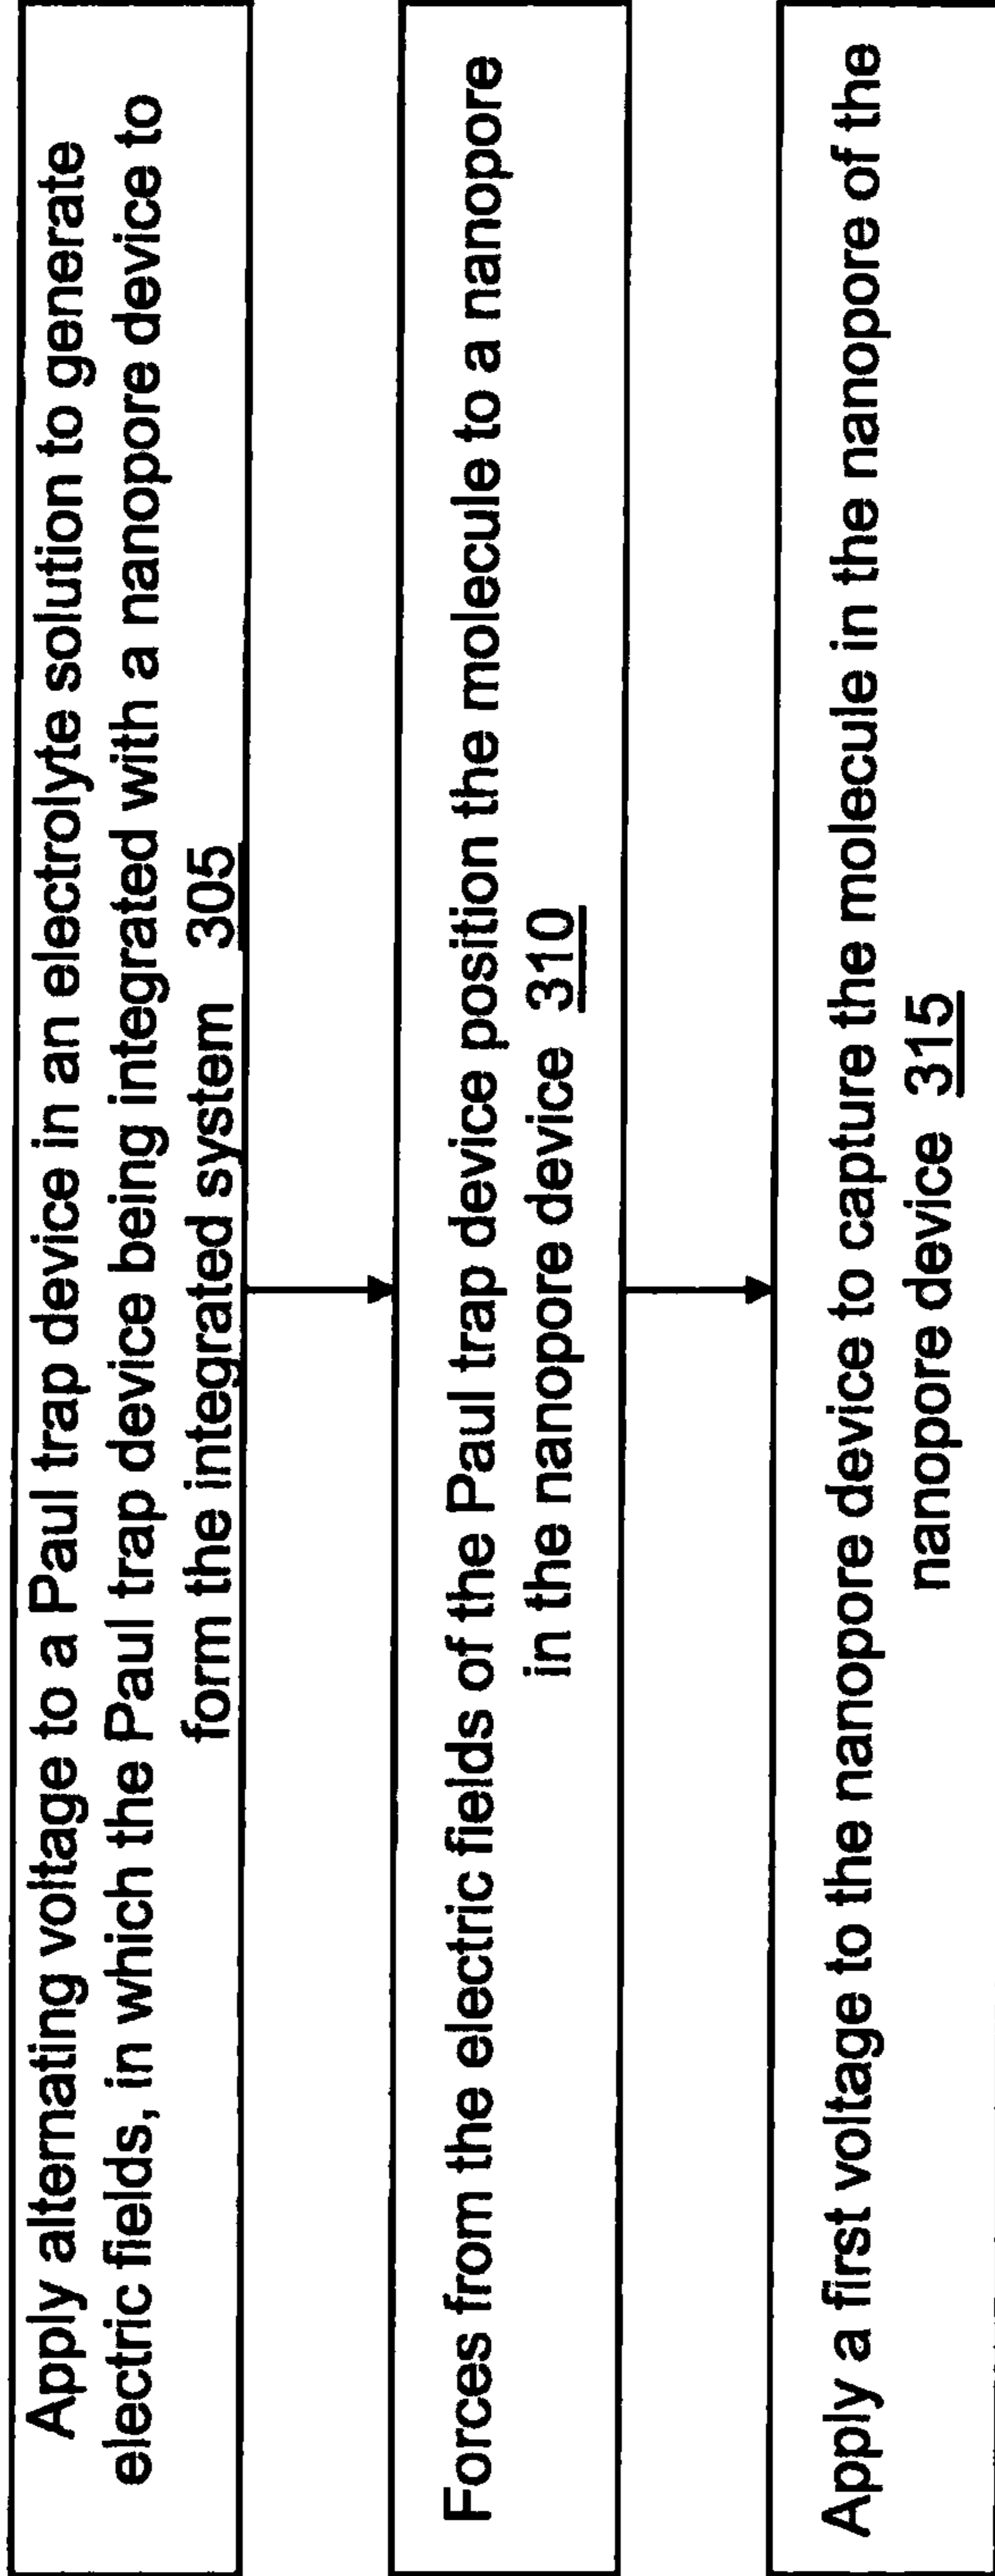 Apply alternating voltage to a Paul trap device in an electrolyte solution to generate
electric fields, in which the Paul trap device being integrated with a nanopore device to
form the integrated system 305
Forces from the electric fields of the Paul trap device position the molecule to a nanopore
in the nanopore device 310
Apply a first voltage to the nanopore device to capture the molecule in the nanopore of the
nanopore device 315